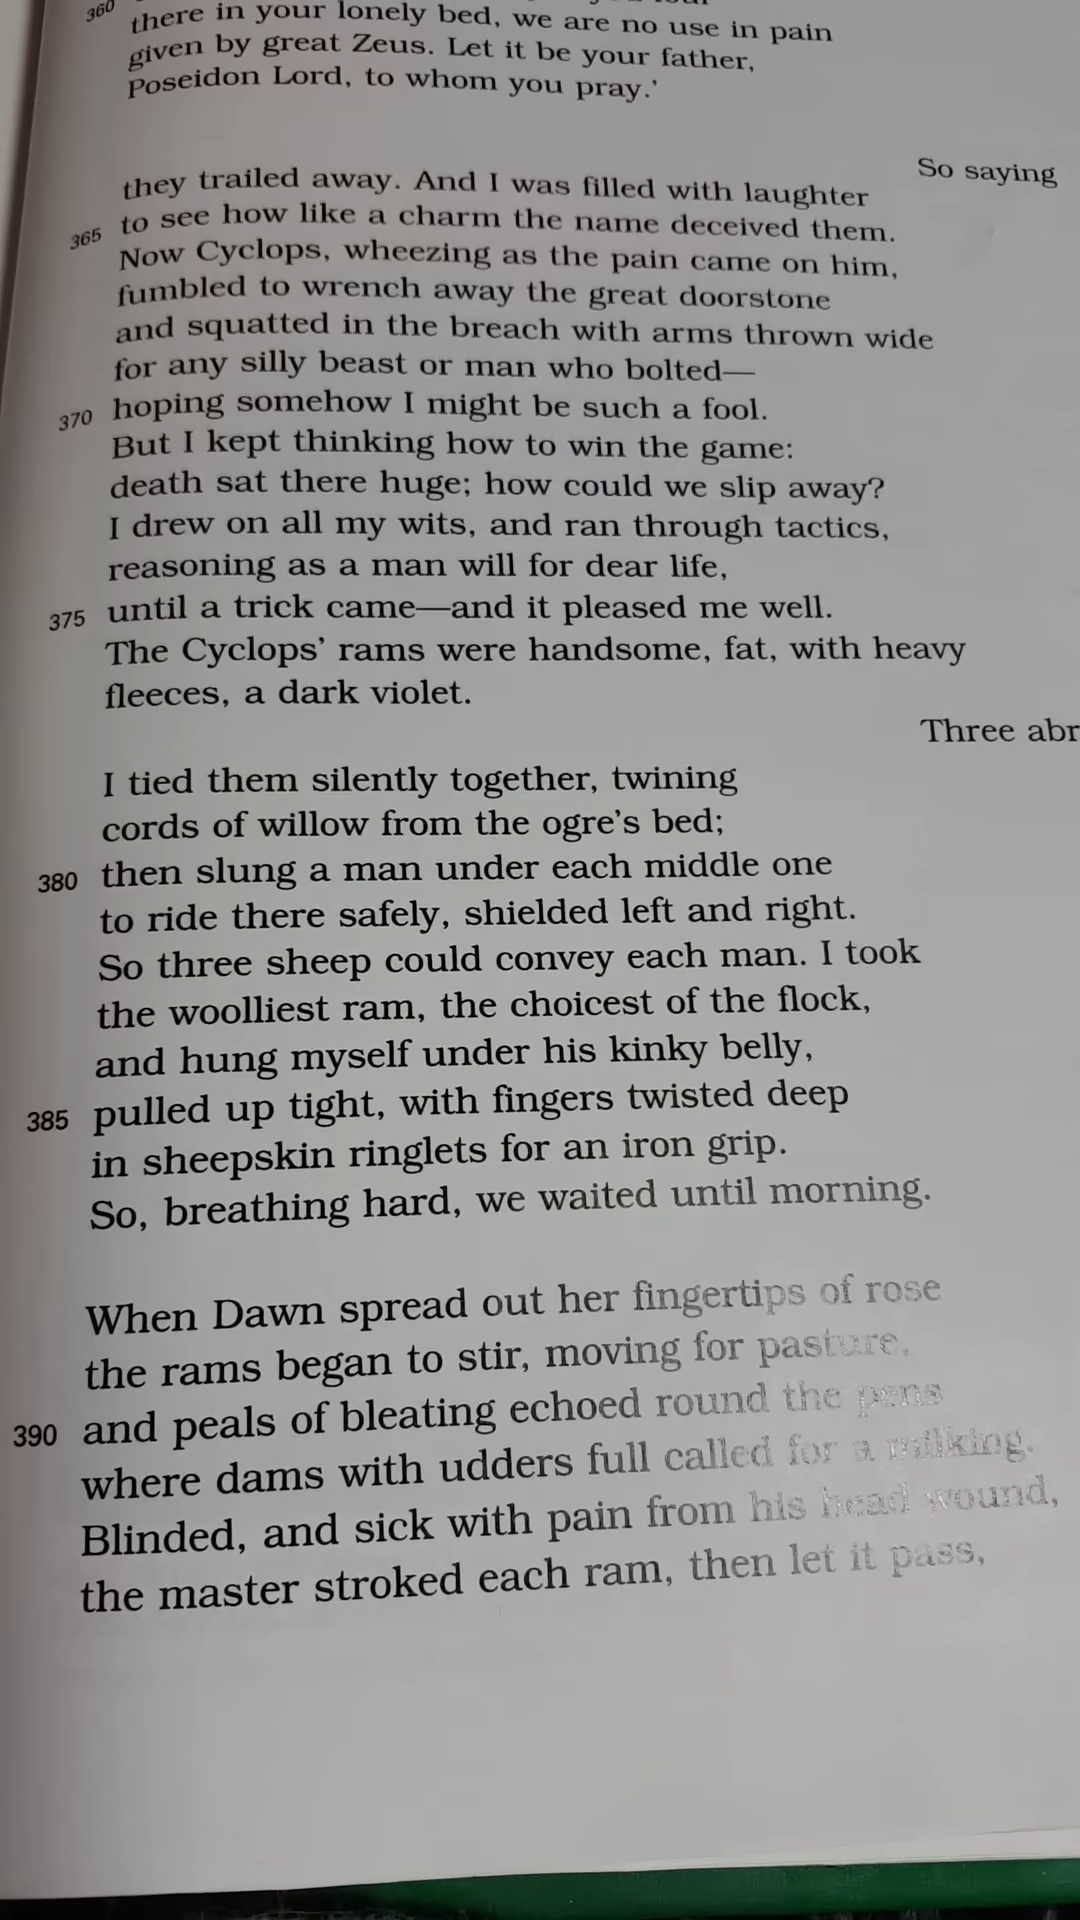 360 there in your lonely bed, we are no use in pain
given by great Zeus. Let it be your father,
Poseidon Lord, to whom you pray.'
So saying
they trailed away. And I was filled with laughter
365 to see how like a charm the name deceived them.
Now Cyclops, wheezing as the pain came on him,
fumbled to wrench away the great doorstone
and squatted in the breach with arms thrown wide
for any silly beast or man who bolted—
370 hoping somehow I might be such a fool.
But I kept thinking how to win the game:
death sat there huge; how could we slip away?
I drew on all my wits, and ran through tactics,
reasoning as a man will for dear life,
375 until a trick came—and it pleased me well.
The Cyclops' rams were handsome, fat, with heavy
fleeces, a dark violet.
Three abr
I tied them silently together, twining
cords of willow from the ogre's bed;
380 then slung a man under each middle one
to ride there safely, shielded left and right.
So three sheep could convey each man. I took
the woolliest ram, the choicest of the flock,
and hung myself under his kinky belly,
385 pulled up tight, with fingers twisted deep
in sheepskin ringlets for an iron grip.
So, breathing hard, we waited until morning.
When Dawn spread out her fingertips of rose
the rams began to stir, moving for pasture,
390 and peals of bleating echoed round the pens
where dams with udders full called for a milking.
Blinded, and sick with pain from his head wound,
the master stroked each ram, then let it pass,